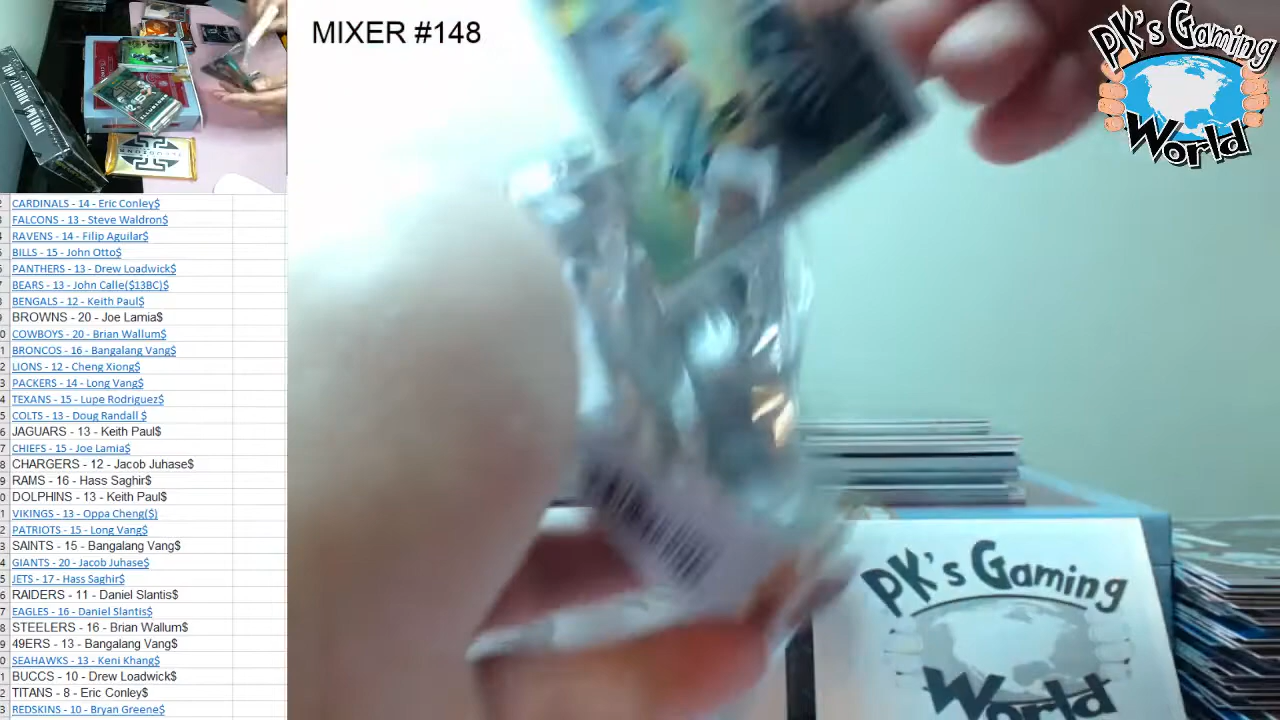 MIXER #148
PK's Gaming
World
ILLUSIONS
CARDINALS - 14 - Eric Conley$
FALCONS - 13 - Steve Waldron$
RAVENS - 14 - Filip Aguilar$
BILLS - 15 - John Otto$
PANTHERS - 13 - Drew Loadwick$
BEARS - 13 - John Calle($13BC)$
BENGALS - 12 - Keith Paul$
BROWNS - 20 - Joe Lamia$
COWBOYS - 20 - Brian Wallum$
BRONCOS - 16 - Bangalang Vang$
LIONS - 12 - Cheng Xiong$
PACKERS - 14 - Long Vang$
TEXANS - 15 - Lupe Rodriguez$
COLTS - 13 - Doug Randall $
JAGUARS - 13 - Keith Paul$
CHIEFS - 15 - Joe Lamia$
CHARGERS - 12 - Jacob Juhase$
RAMS - 16 - Hass Saghir$
DOLPHINS - 13 - Keith Paul$
VIKINGS - 13 - Oppa Cheng($)
PATRIOTS - 15 - Long Vang$
SAINTS - 15 - Bangalang Vang$
GIANTS - 20 - Jacob Juhase$
JETS - 17 - Hass Saghir$
RAIDERS - 11 - Daniel Slantis$
EAGLES - 16 - Daniel Slantis$
STEELERS - 16 - Brian Wallum$
49ERS - 13 - Bangalang Vang$
SEAHAWKS - 13 - Keni Khang$
BUCCS - 10 - Drew Loadwick$
TITANS - 8 - Eric Conley$
REDSKINS - 10 - Bryan Greene$
PK's Gaming
World